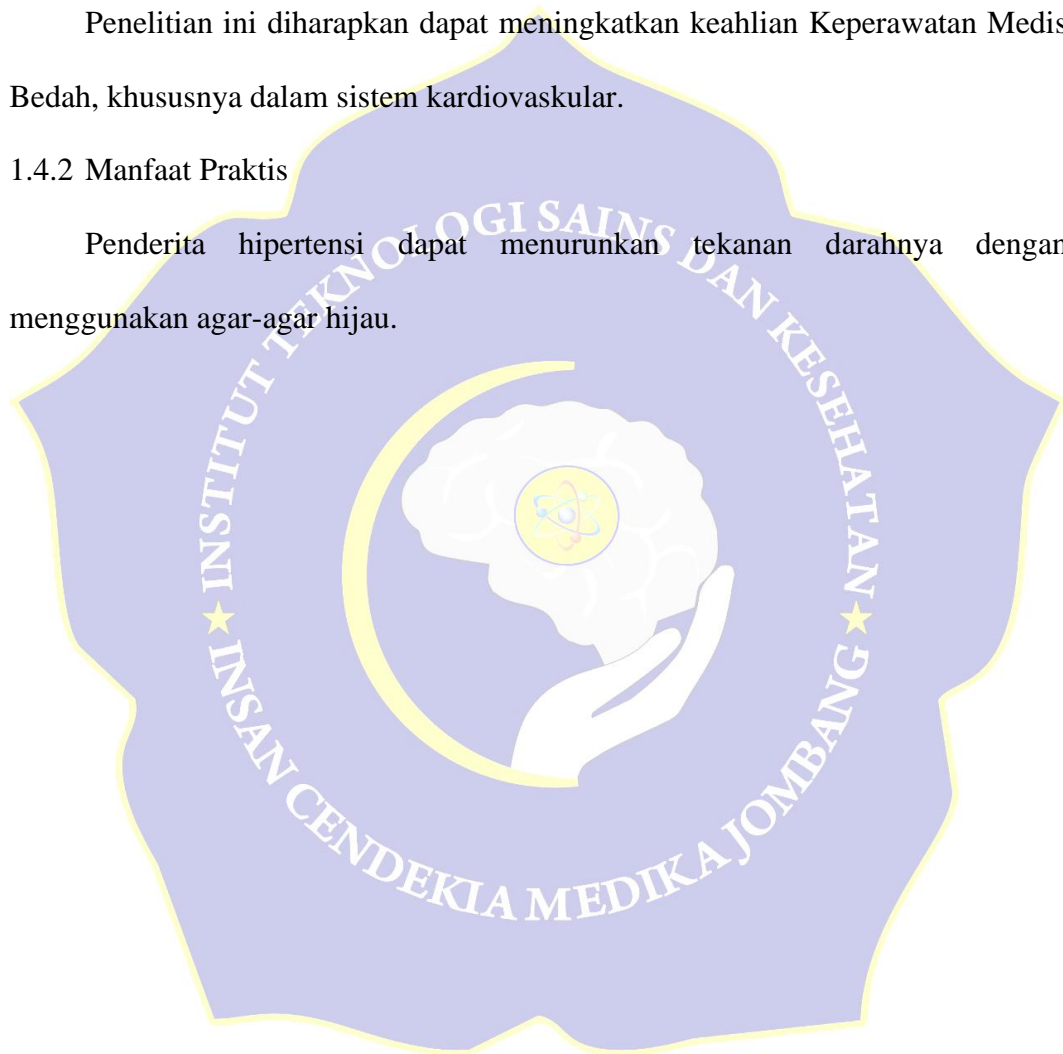 Penelitian ini diharapkan dapat meningkatkan keahlian Keperawatan Medis
Bedah, khususnya dalam sistem kardiovaskular.
1.4.2 Manfaat Praktis
Penderita hipertensi dapat menurunkan tekanan darahnya dengan
menggunakan agar-agar hijau.
INSTITUT TEKNOLOGI SAINS DAN KESEHATAN
INSAN CENDEKIA MEDIKA JOMBANG